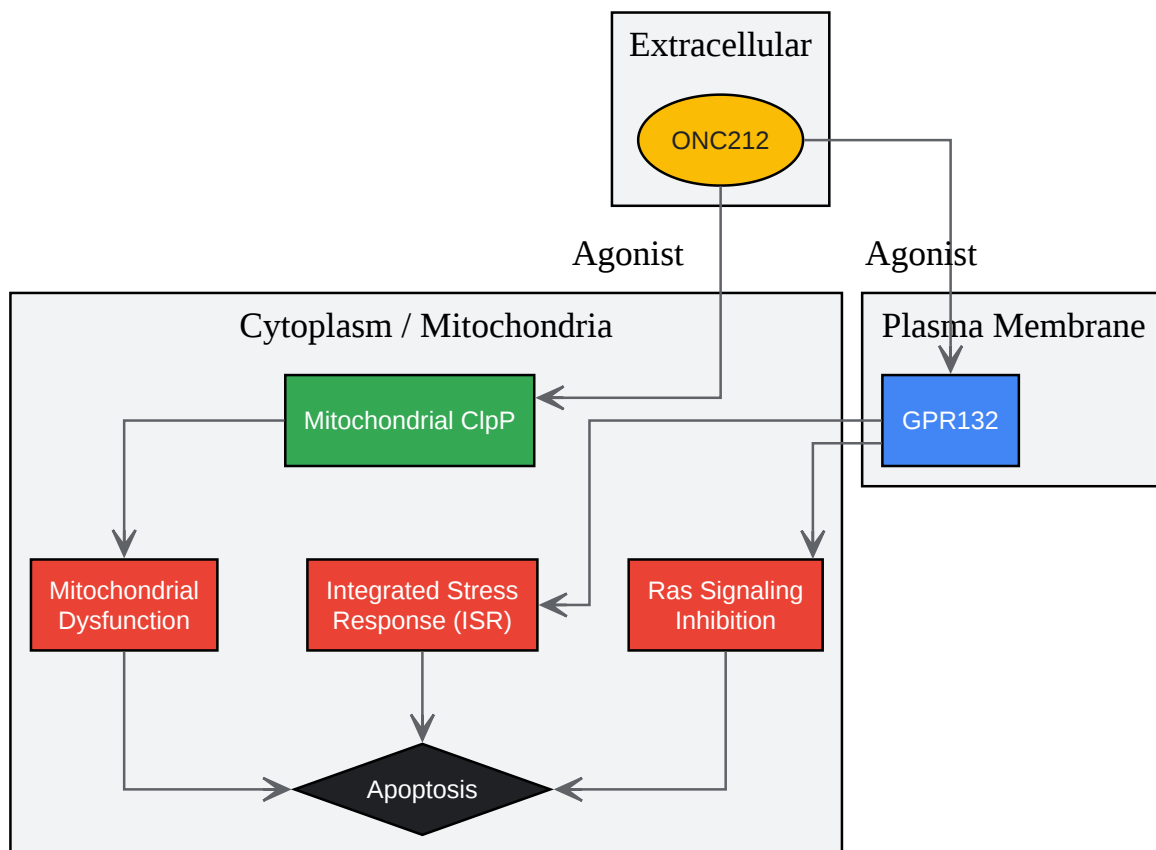 Extracellular
ONC212
Agonist
Agonist
Cytoplasm / Mitochondria
Plasma Membrane
Mitochondrial ClpP
GPR132
Mitochondrial
Dysfunction
Integrated Stress
Response (ISR)
Ras Signaling
Inhibition
Apoptosis